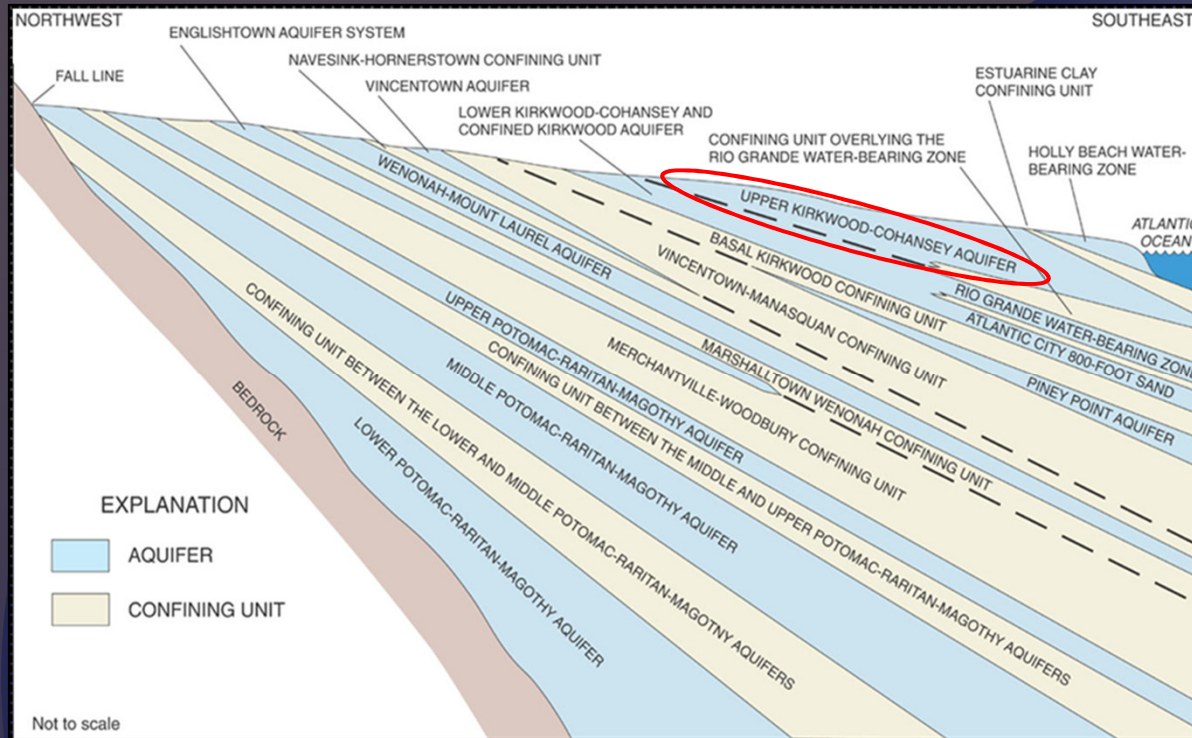 NORTHWEST
SOUTHEAST
ENGLISHTOWN AQUIFER SYSTEM
NAVESINK-HORNERSTOWN CONFINING UNIT
FALL LINE
VINCENTOWN AQUIFER
ESTUARINE CLAY
CONFINING UNIT
LOWER KIRKWOOD-COHANSEY AND
CONFINED KIRKWOOD AQUIFER
CONFINING UNIT OVERLYING THE
RIO GRANDE WATER-BEARING ZONE
HOLLY BEACH WATER-
BEARING ZONE
ATLANTIC
OCEAN
WENONAH-MOUNT LAUREL AQUIFER
UPPER KIRKWOOD-COHANSEY AQUIFER
BASAL KIRKWOOD CONFINING UNIT
VINCENTOWN-MANASQUAN CONFINING UNIT
RIO GRANDE WATER-BEARING ZONE
ATLANTIC CITY 800-FOOT SAND
PINEY POINT AQUIFER
CONFINING UNIT BETWEEN THE LOWER AND MIDDLE POTOMAC-RARITAN-MAGOTNY AQUIFERS
UPPER POTOMAC-RARITAN-MAGOTHY AQUIFER
CONFINING UNIT BETWEEN THE MIDDLE AND UPPER POTOMAC-RARITAN-MAGOTHY AQUIFERS
MERCHANTVILLE-WOODBURY CONFINING UNIT
MARSHALLTOWN WENONAH CONFINING UNIT
MIDDLE POTOMAC-RARITAN-MAGOTHY AQUIFER
BEDROCK
LOWER POTOMAC-RARITAN-MAGOTHY AQUIFER
EXPLANATION
AQUIFER
CONFINING UNIT
Not to scale